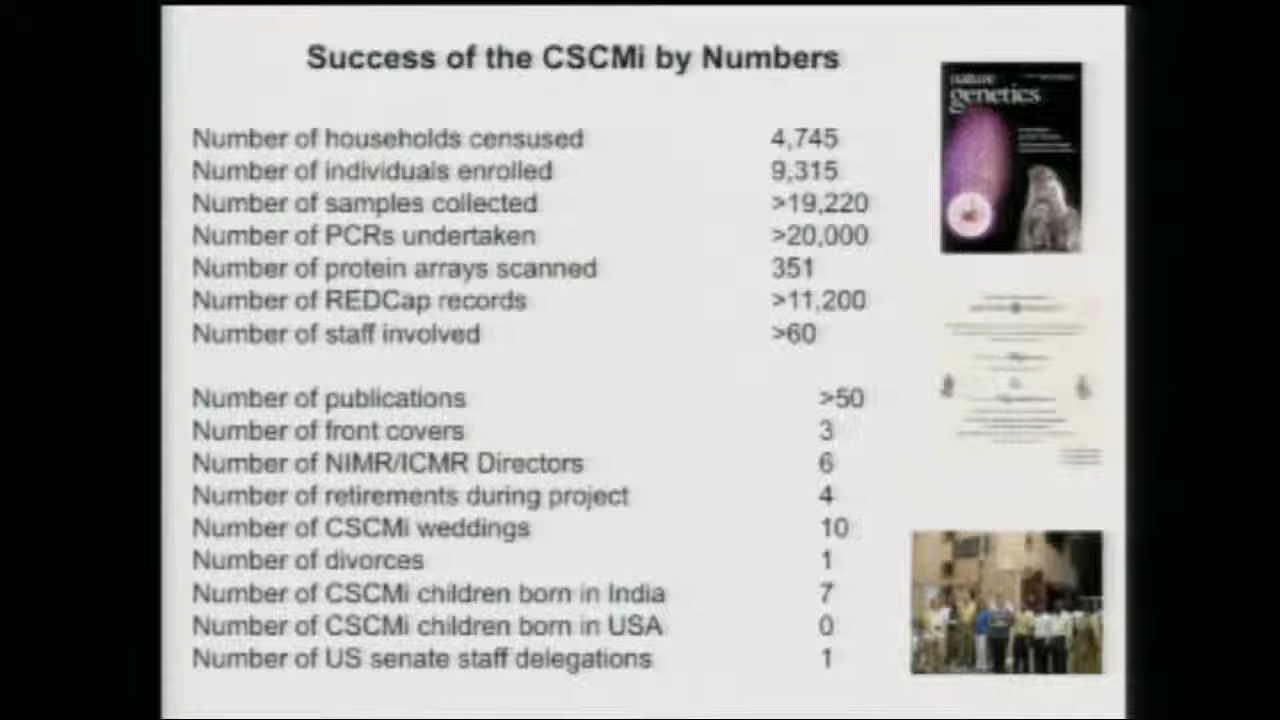 Success of the CSCMi by Numbers
Number of households censused 4,745
Number of individuals enrolled 9,315
Number of samples collected >19,220
Number of PCRs undertaken >20,000
Number of protein arrays scanned 351
Number of REDCap records >11,200
Number of staff involved >60
Number of publications >50
Number of front covers 3
Number of NIMR/ICMR Directors 6
Number of retirements during project 4
Number of CSCMi weddings 10
Number of divorces 1
Number of CSCMi children born in India 7
Number of CSCMi children born in USA 0
Number of US senate staff delegations 1
nature
genetics